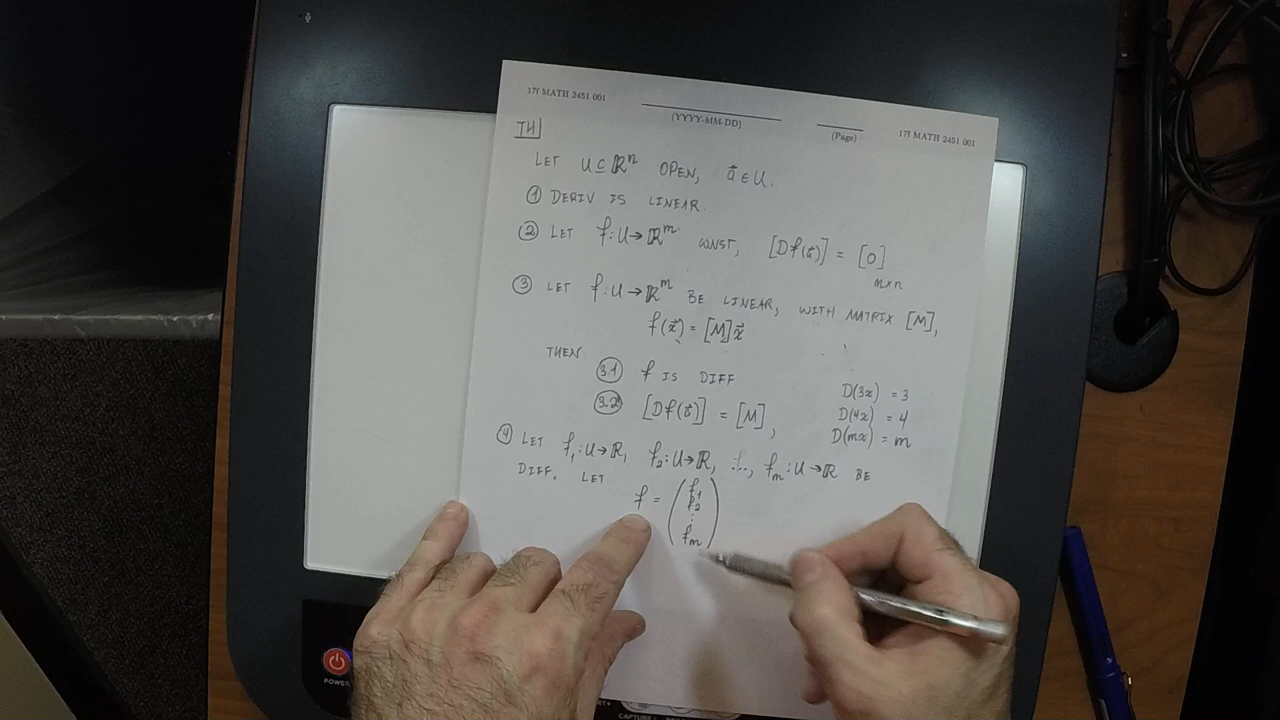 17f MATH 2451 001
(YYYY-MM-DD)
(Page)
17f MATH 2451 001
TH
LET U ⊆ ℝⁿ OPEN, a⃗ ∈ U.
① DERIV IS LINEAR.
② LET f: U → ℝᵐ CONST, [Df(a⃗)] = [0]
m×n
③ LET f: U → ℝᵐ BE LINEAR, WITH MATRIX [M],
f(x⃗) = [M]x⃗
THEN
3.1 f IS DIFF
3.2 [Df(a⃗)] = [M],
D(3x) = 3
D(4x) = 4
D(mx) = m
④ LET f₁: U → ℝ, f₂: U → ℝ, ..., fₘ: U → ℝ BE
DIFF. LET
f = (f₁
f₂
⋮
fₘ)
POWER